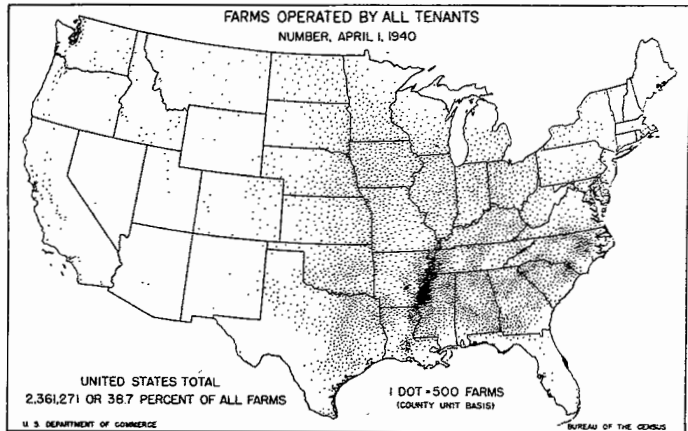 FARMS OPERATED BY ALL TENANTS
NUMBER, APRIL 1, 1940
UNITED STATES TOTAL
2,361,271 OR 38.7 PERCENT OF ALL FARMS
1 DOT = 500 FARMS
(COUNTY UNIT BASIS)
U. S. DEPARTMENT OF COMMERCE
BUREAU OF THE CENSUS